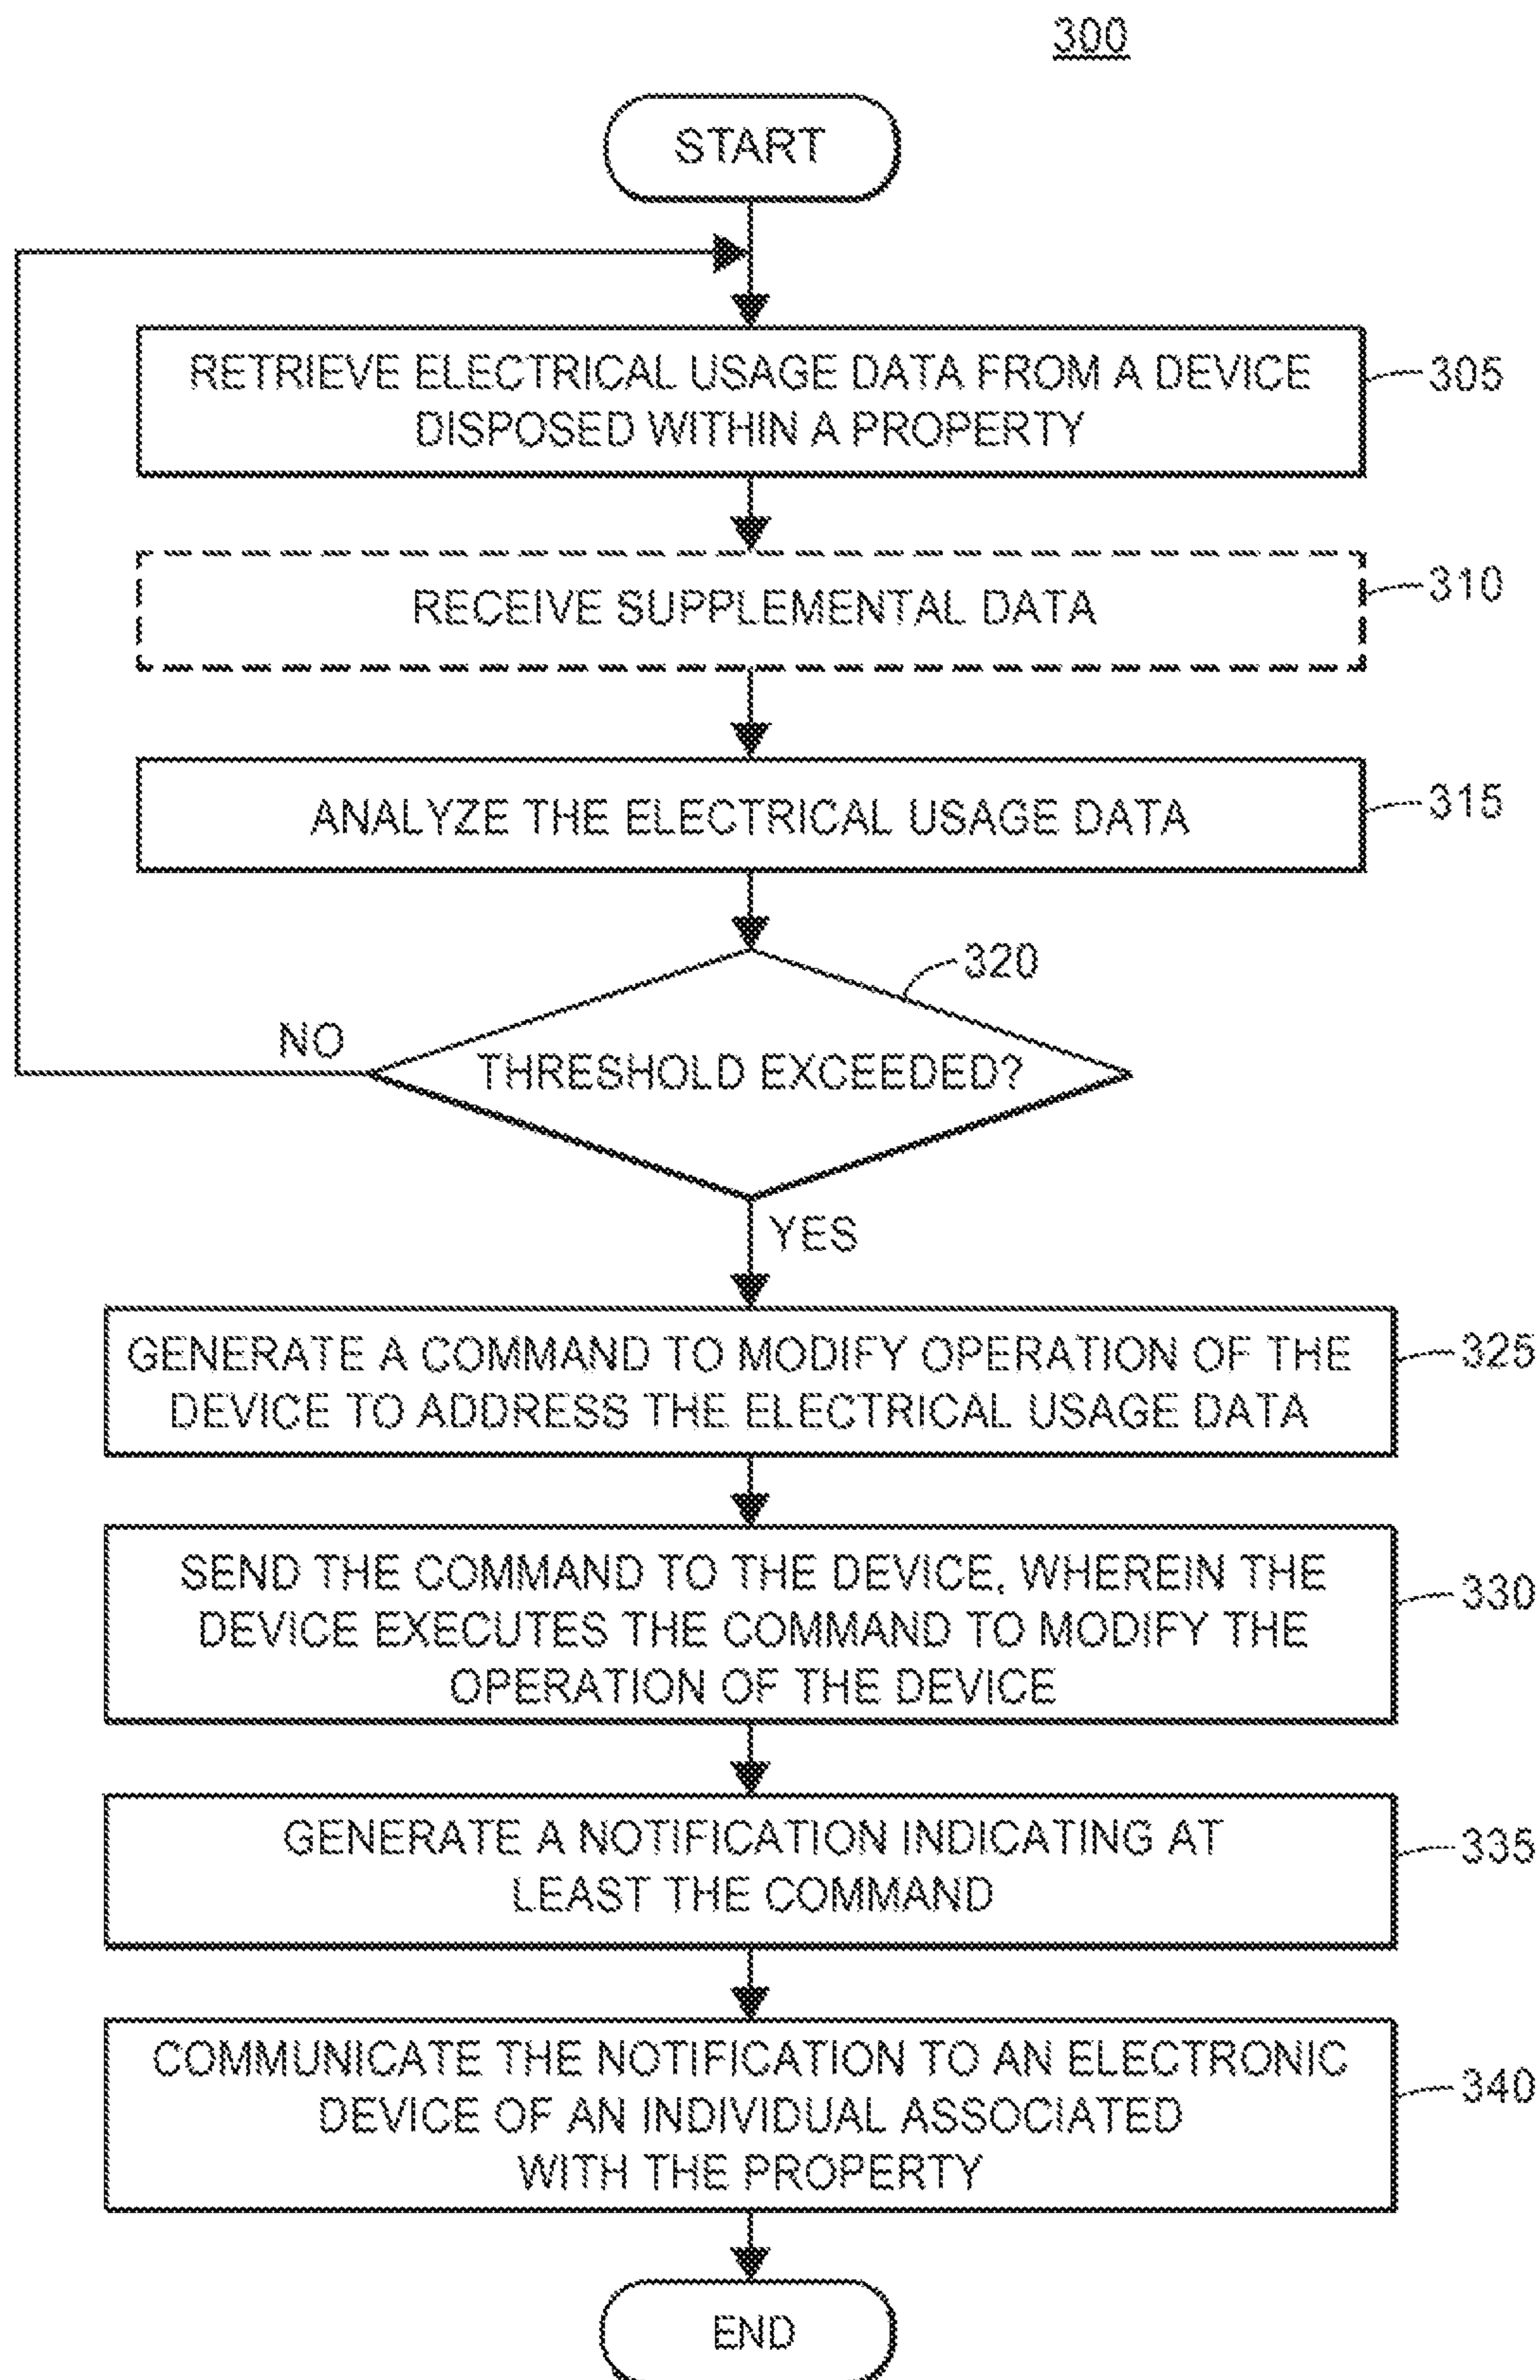 300
START
RETRIEVE ELECTRICAL USAGE DATA FROM A DEVICE
DISPOSED WITHIN A PROPERTY
305
RECEIVE SUPPLEMENTAL DATA
310
ANALYZE THE ELECTRICAL USAGE DATA
315
320
NO
THRESHOLD EXCEEDED?
YES
GENERATE A COMMAND TO MODIFY OPERATION OF THE
DEVICE TO ADDRESS THE ELECTRICAL USAGE DATA
325
SEND THE COMMAND TO THE DEVICE, WHEREIN THE
DEVICE EXECUTES THE COMMAND TO MODIFY THE
OPERATION OF THE DEVICE
330
GENERATE A NOTIFICATION INDICATING AT
LEAST THE COMMAND
335
COMMUNICATE THE NOTIFICATION TO AN ELECTRONIC
DEVICE OF AN INDIVIDUAL ASSOCIATED
WITH THE PROPERTY
340
END